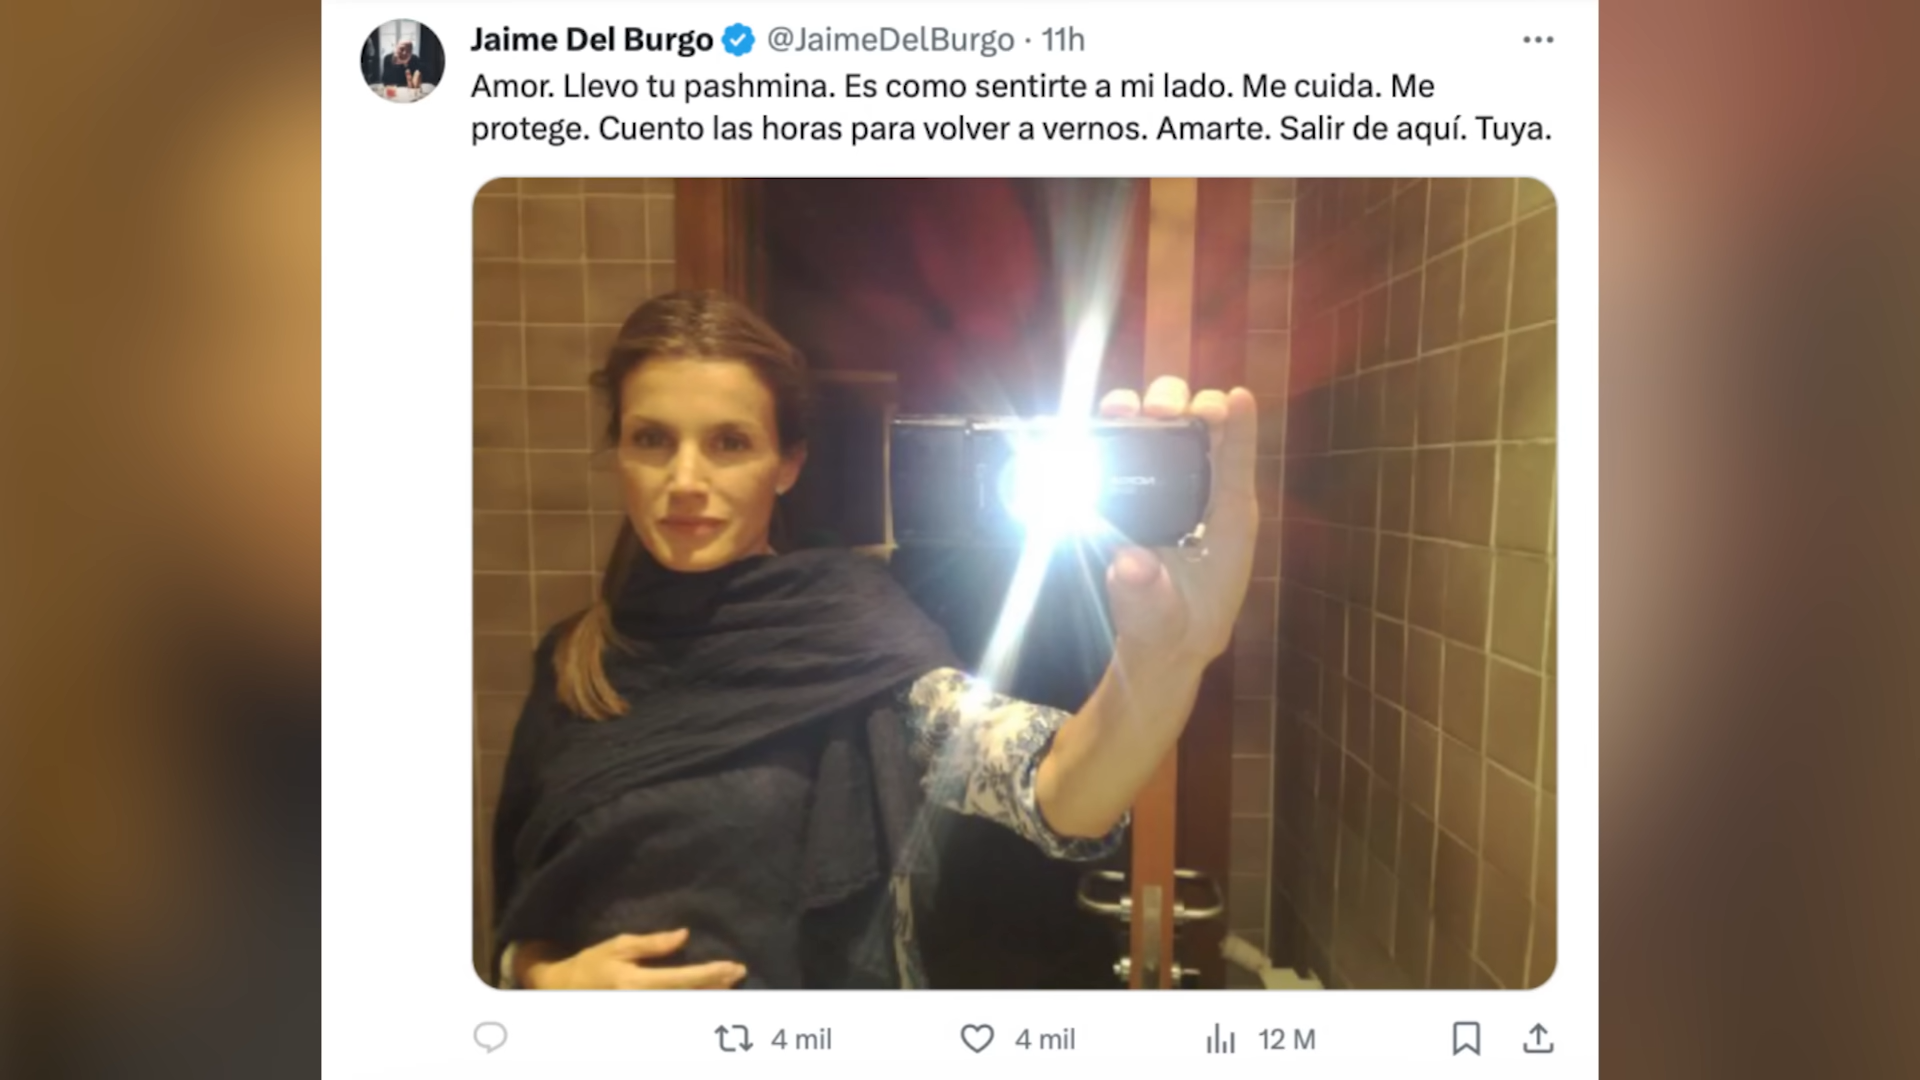 Jaime Del Burgo @JaimeDelBurgo · 11h
Amor. Llevo tu pashmina. Es como sentirte a mi lado. Me cuida. Me
protege. Cuento las horas para volver a vernos. Amarte. Salir de aquí. Tuya.
4 mil 4 mil 12 M